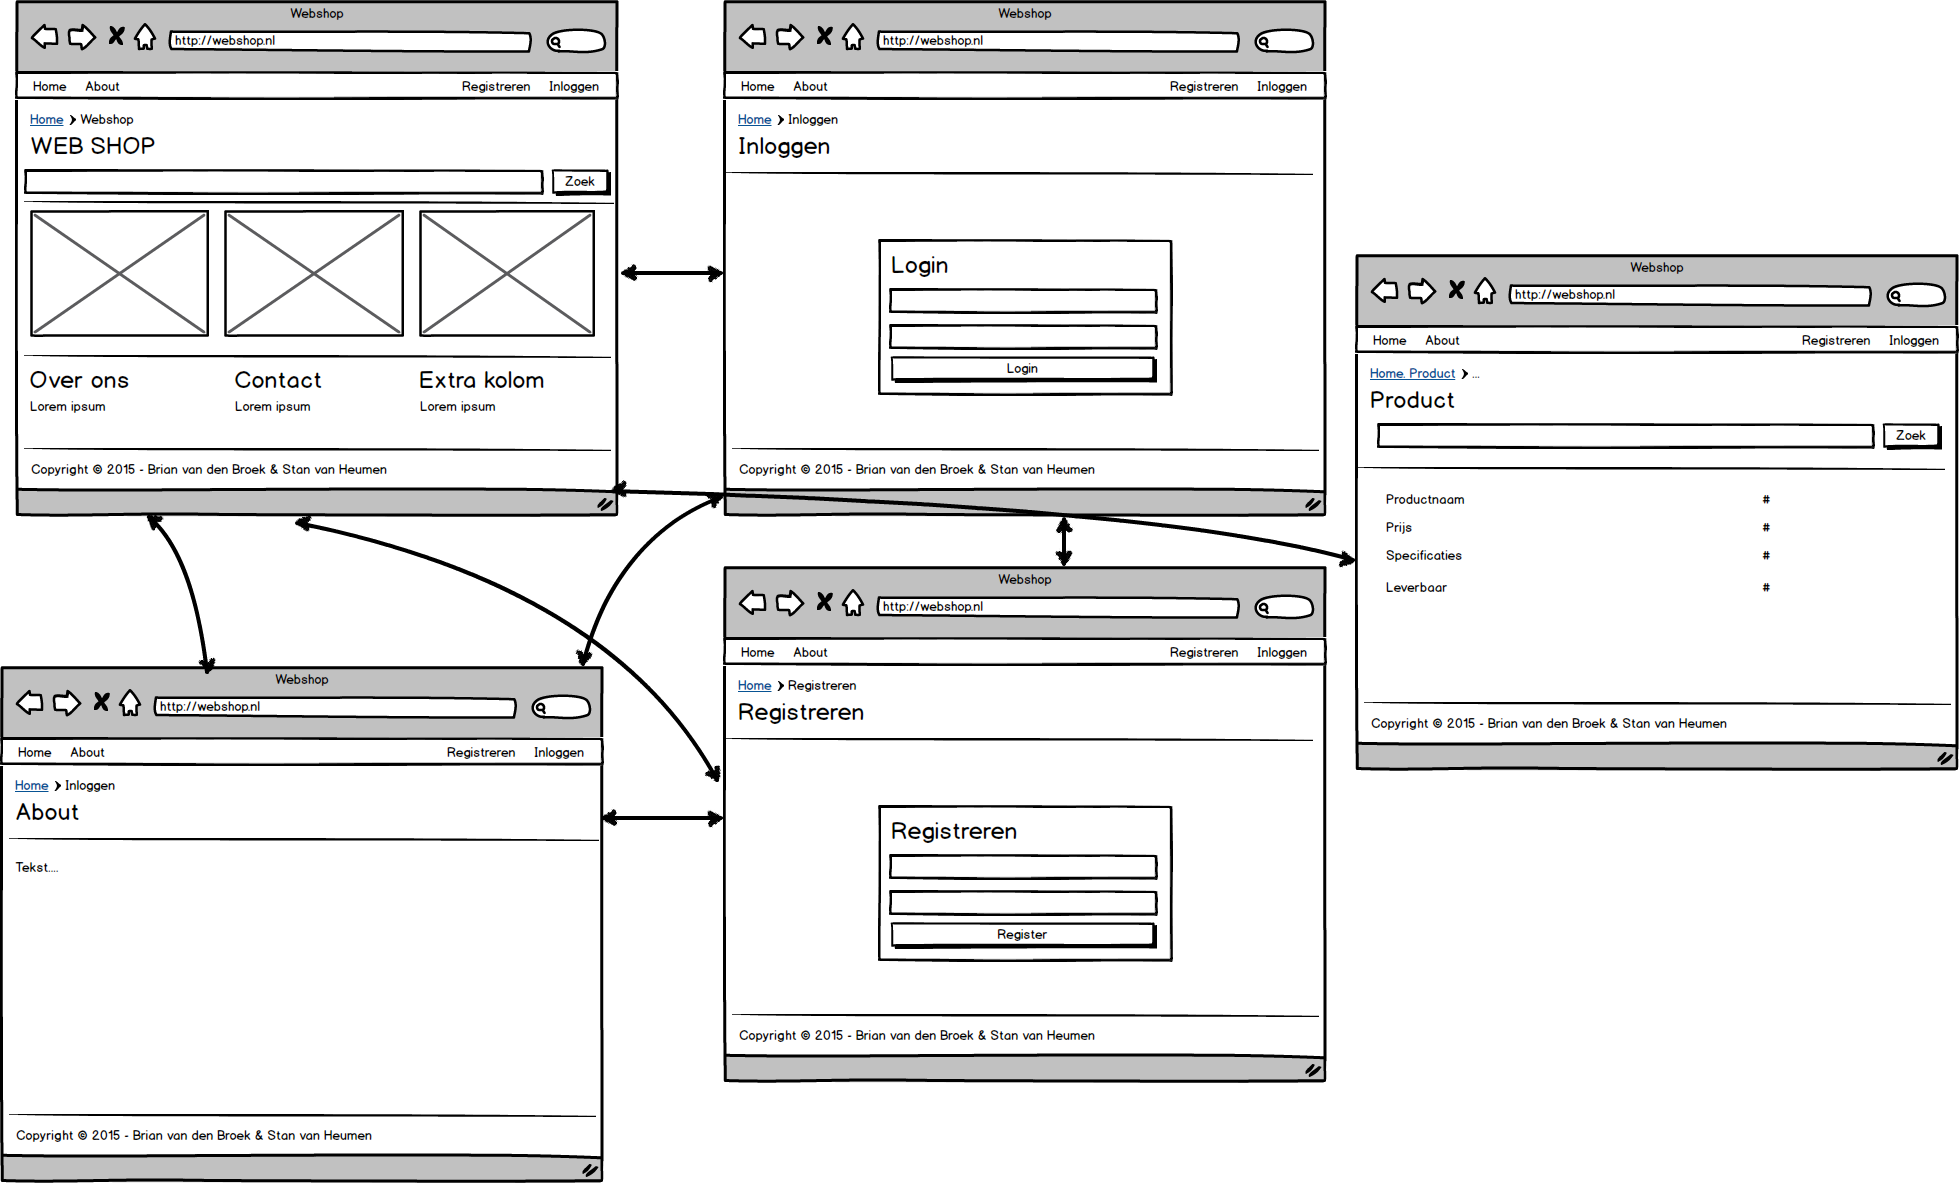 Webshop
http://webshop.nl
Home About Registreren Inloggen
Home > Webshop
WEB SHOP
Zoek
Over ons Contact Extra kolom
Lorem ipsum Lorem ipsum Lorem ipsum
Copyright © 2015 - Brian van den Broek & Stan van Heumen
Webshop
http://webshop.nl
Home About Registreren Inloggen
Home > Inloggen
Inloggen
Login
Login
Copyright © 2015 - Brian van den Broek & Stan van Heumen
Webshop
http://webshop.nl
Home About Registreren Inloggen
Home. Product > ...
Product
Zoek
Productnaam #
Prijs #
Specificaties #
Leverbaar #
Copyright © 2015 - Brian van den Broek & Stan van Heumen
Webshop
http://webshop.nl
Home About Registreren Inloggen
Home > Inloggen
About
Tekst....
Copyright © 2015 - Brian van den Broek & Stan van Heumen
Webshop
http://webshop.nl
Home About Registreren Inloggen
Home > Registreren
Registreren
Registreren
Register
Copyright © 2015 - Brian van den Broek & Stan van Heumen